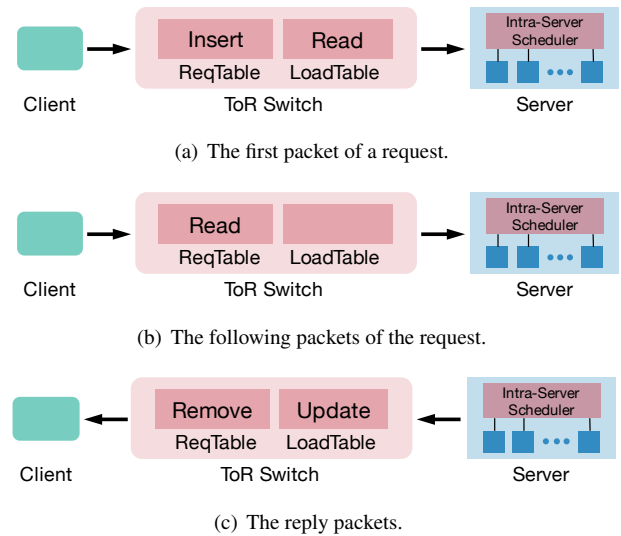 Insert Read Intra-Server
Scheduler
ReqTable LoadTable
Client ToR Switch Server
(a) The first packet of a request.
Read Intra-Server
Scheduler
ReqTable LoadTable
Client ToR Switch Server
(b) The following packets of the request.
Remove Update Intra-Server
Scheduler
ReqTable LoadTable
Client ToR Switch Server
(c) The reply packets.